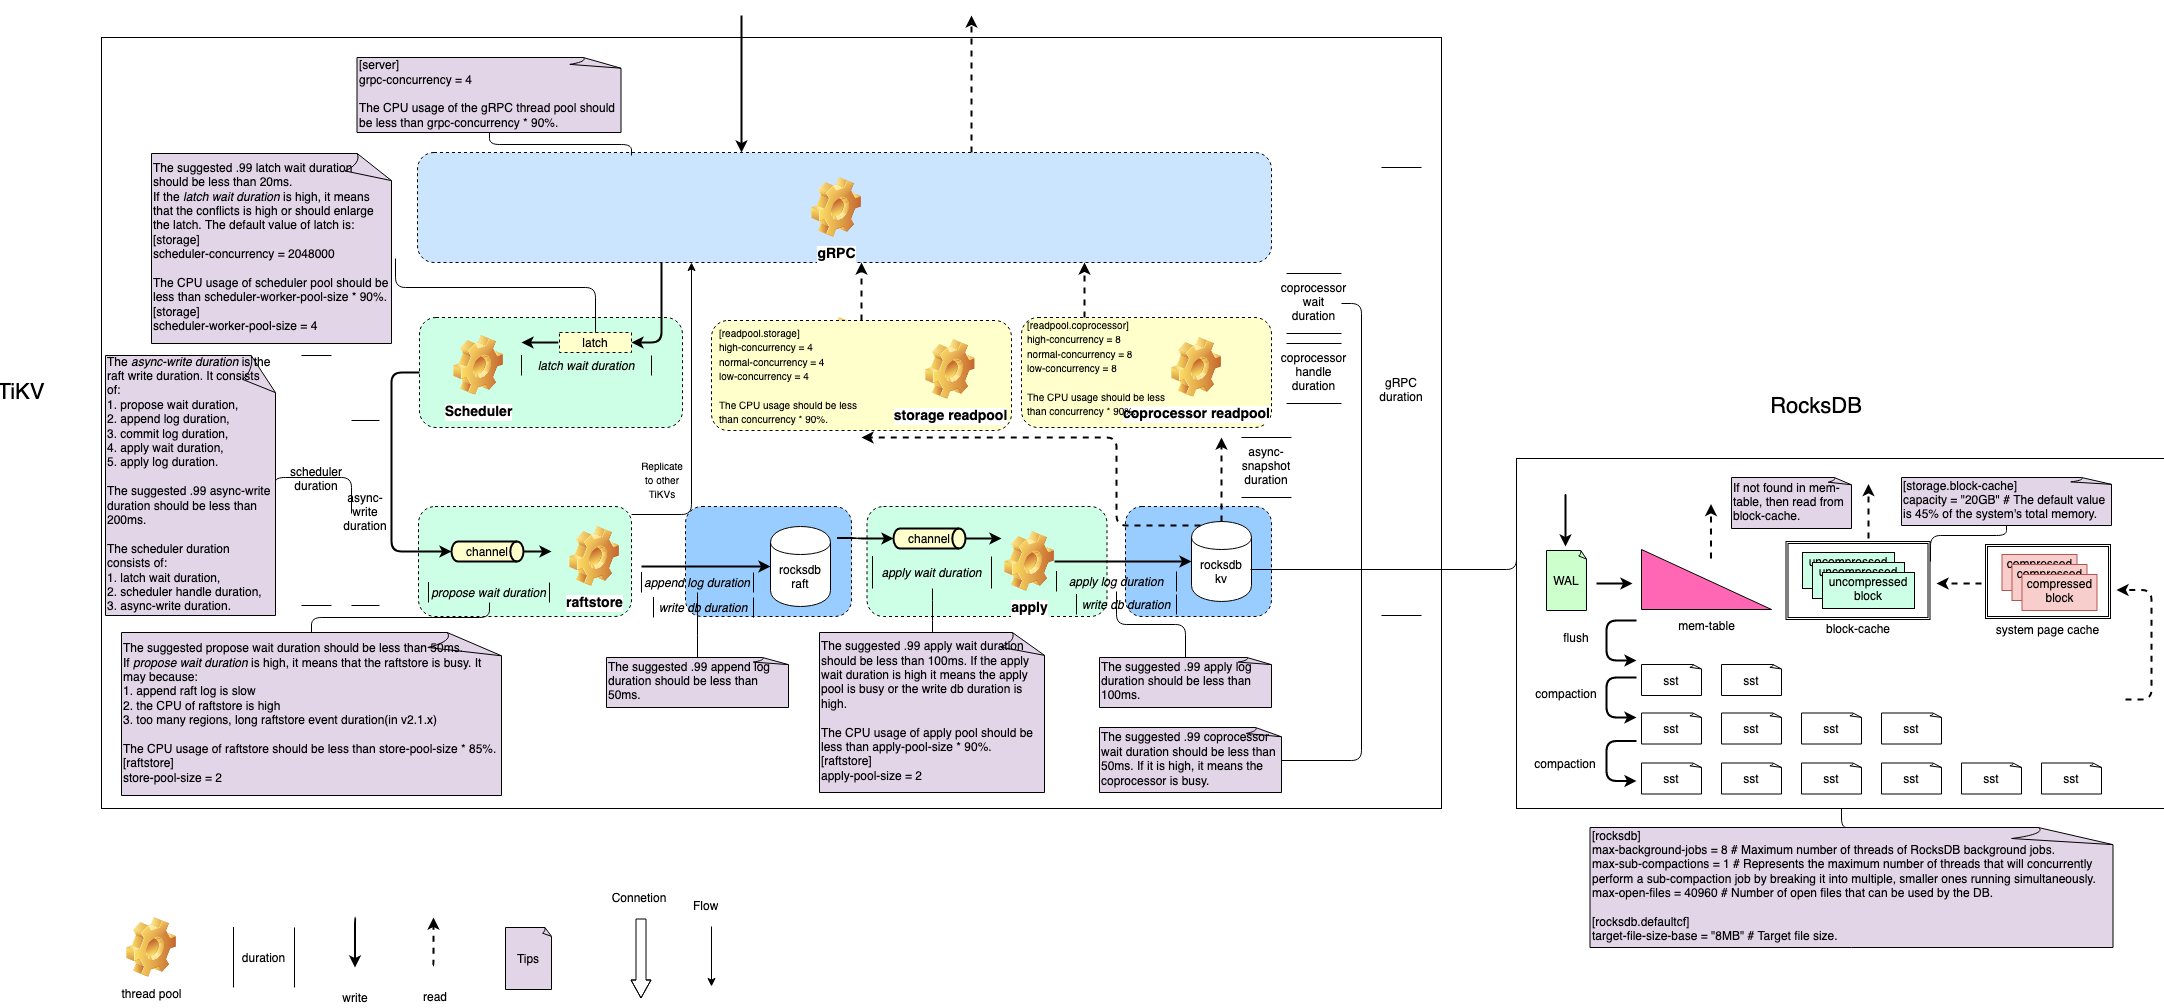 [server]
grpc-concurrency = 4
The CPU usage of the gRPC thread pool should
be less than grpc-concurrency * 90%.
The suggested .99 latch wait duration
should be less than 20ms.
If the latch wait duration is high, it means
that the conflicts is high or should enlarge
the latch. The default value of latch is:
[storage]
scheduler-concurrency = 2048000
The CPU usage of scheduler pool should be
less than scheduler-worker-pool-size * 90%.
[storage]
scheduler-worker-pool-size = 4
gRPC
TiKV
The async-write duration is the
raft write duration. It consists
of:
1. propose wait duration,
2. append log duration,
3. commit log duration,
4. apply wait duration,
5. apply log duration.
The suggested .99 async-write
duration should be less than
200ms.
The scheduler duration
consists of:
1. latch wait duration,
2. scheduler handle duration,
3. async-write duration.
scheduler
duration
async-
write
duration
latch
latch wait duration
Scheduler
[readpool.storage]
high-concurrency = 4
normal-concurrency = 4
low-concurrency = 4
The CPU usage should be less
than concurrency * 90%.
storage readpool
[readpool.coprocessor]
high-concurrency = 8
normal-concurrency = 8
low-concurrency = 8
The CPU usage should be less
than concurrency * 90%.
coprocessor readpool
coprocessor
wait
duration
coprocessor
handle
duration
gRPC
duration
async-
snapshot
duration
Replicate
to other
TiKVs
channel
propose wait duration
raftstore
append log duration
write db duration
rocksdb
raft
channel
apply wait duration
apply
apply log duration
write db duration
rocksdb
kv
The suggested propose wait duration should be less than 50ms.
If propose wait duration is high, it means that the raftstore is busy. It
may because:
1. append raft log is slow
2. the CPU of raftstore is high
3. too many regions, long raftstore event duration(in v2.1.x)
The CPU usage of raftstore should be less than store-pool-size * 85%.
[raftstore]
store-pool-size = 2
The suggested .99 append log
duration should be less than
50ms.
The suggested .99 apply wait duration
should be less than 100ms. If the apply
wait duration is high it means the apply
pool is busy or the write db duration is
high.
The CPU usage of apply pool should be
less than apply-pool-size * 90%.
[raftstore]
apply-pool-size = 2
The suggested .99 apply log
duration should be less than
100ms.
The suggested .99 coprocessor
wait duration should be less than
50ms. If it is high, it means the
coprocessor is busy.
RocksDB
If not found in mem-
table, then read from
block-cache.
[storage.block-cache]
capacity = "20GB" # The default value
is 45% of the system's total memory.
WAL
mem-table
uncompressed
uncompressed
uncompressed
block
block-cache
compressed
compressed
compressed
block
system page cache
flush
sst
sst
compaction
sst
sst
sst
sst
compaction
sst
sst
sst
sst
sst
sst
[rocksdb]
max-background-jobs = 8 # Maximum number of threads of RocksDB background jobs.
max-sub-compactions = 1 # Represents the maximum number of threads that will concurrently
perform a sub-compaction job by breaking it into multiple, smaller ones running simultaneously.
max-open-files = 40960 # Number of open files that can be used by the DB.
[rocksdb.defaultcf]
target-file-size-base = "8MB" # Target file size.
thread pool
duration
write
read
Tips
Connetion
Flow